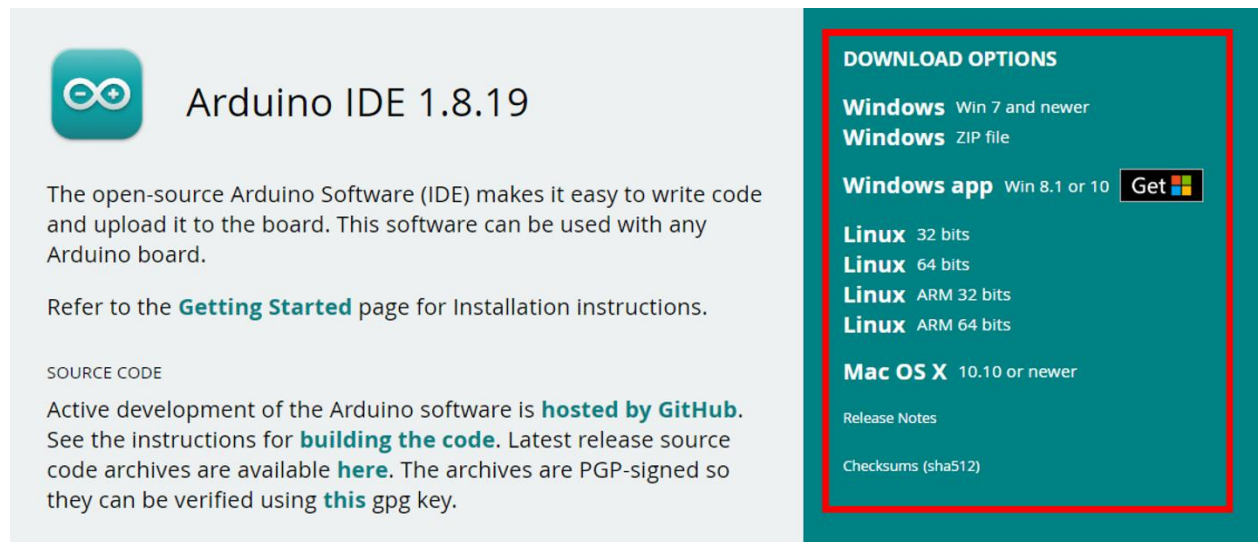 Arduino IDE 1.8.19
The open-source Arduino Software (IDE) makes it easy to write code
and upload it to the board. This software can be used with any
Arduino board.
Refer to the Getting Started page for Installation instructions.
SOURCE CODE
Active development of the Arduino software is hosted by GitHub.
See the instructions for building the code. Latest release source
code archives are available here. The archives are PGP-signed so
they can be verified using this gpg key.
DOWNLOAD OPTIONS
Windows Win 7 and newer
Windows ZIP file
Windows app Win 8.1 or 10 Get
Linux 32 bits
Linux 64 bits
Linux ARM 32 bits
Linux ARM 64 bits
Mac OS X 10.10 or newer
Release Notes
Checksums (sha512)